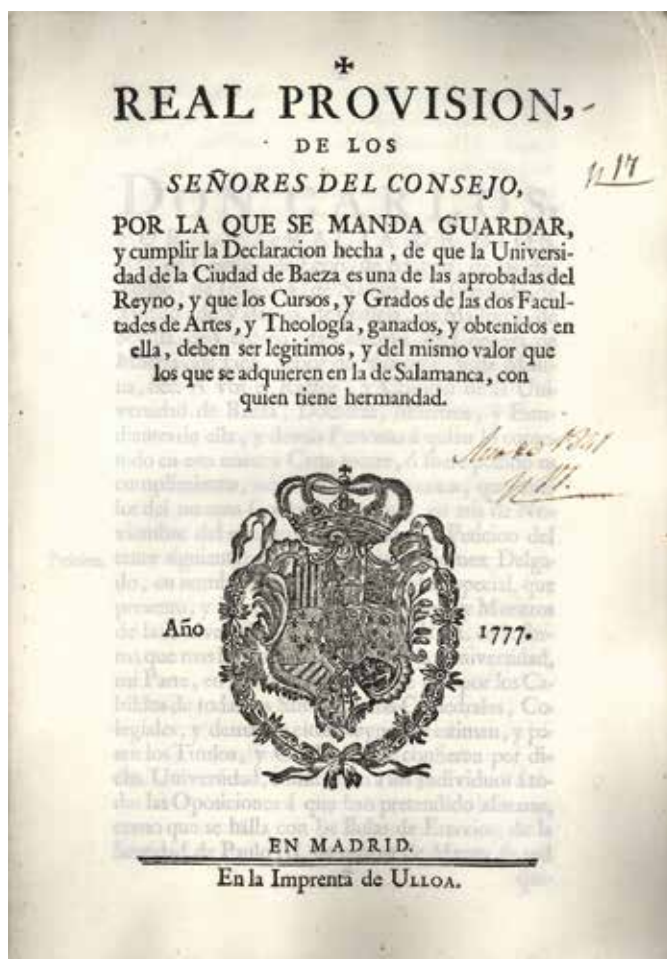 ✠
REAL PROVISION,
DE LOS
SEÑORES DEL CONSEJO,
POR LA QUE SE MANDA GUARDAR,
y cumplir la Declaracion hecha, de que la Universi-
dad de la Ciudad de Baeza es una de las aprobadas del
Reyno, y que los Cursos, y Grados de las dos Facul-
tades de Artes, y Theología, ganados, y obtenidos en
ella, deben ser legitimos, y del mismo valor que
los que se adquieren en la de Salamanca, con
quien tiene hermandad.
Año 1777.
EN MADRID.
En la Imprenta de ULLOA.